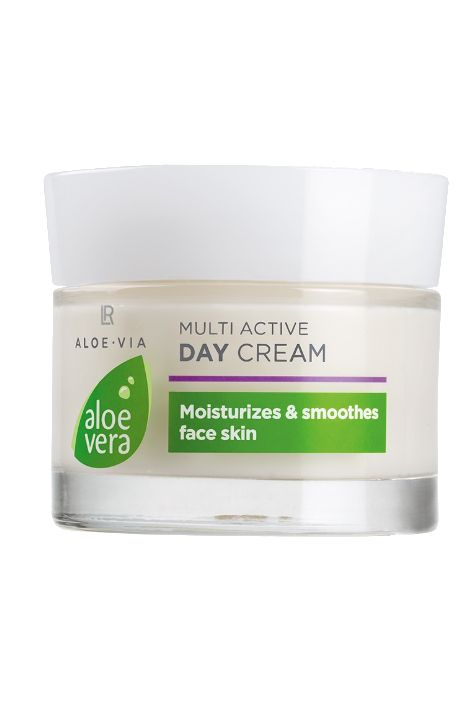 LR
ALOE·VIA
aloe
vera
MULTI ACTIVE
DAY CREAM
Moisturizes & smoothes
face skin